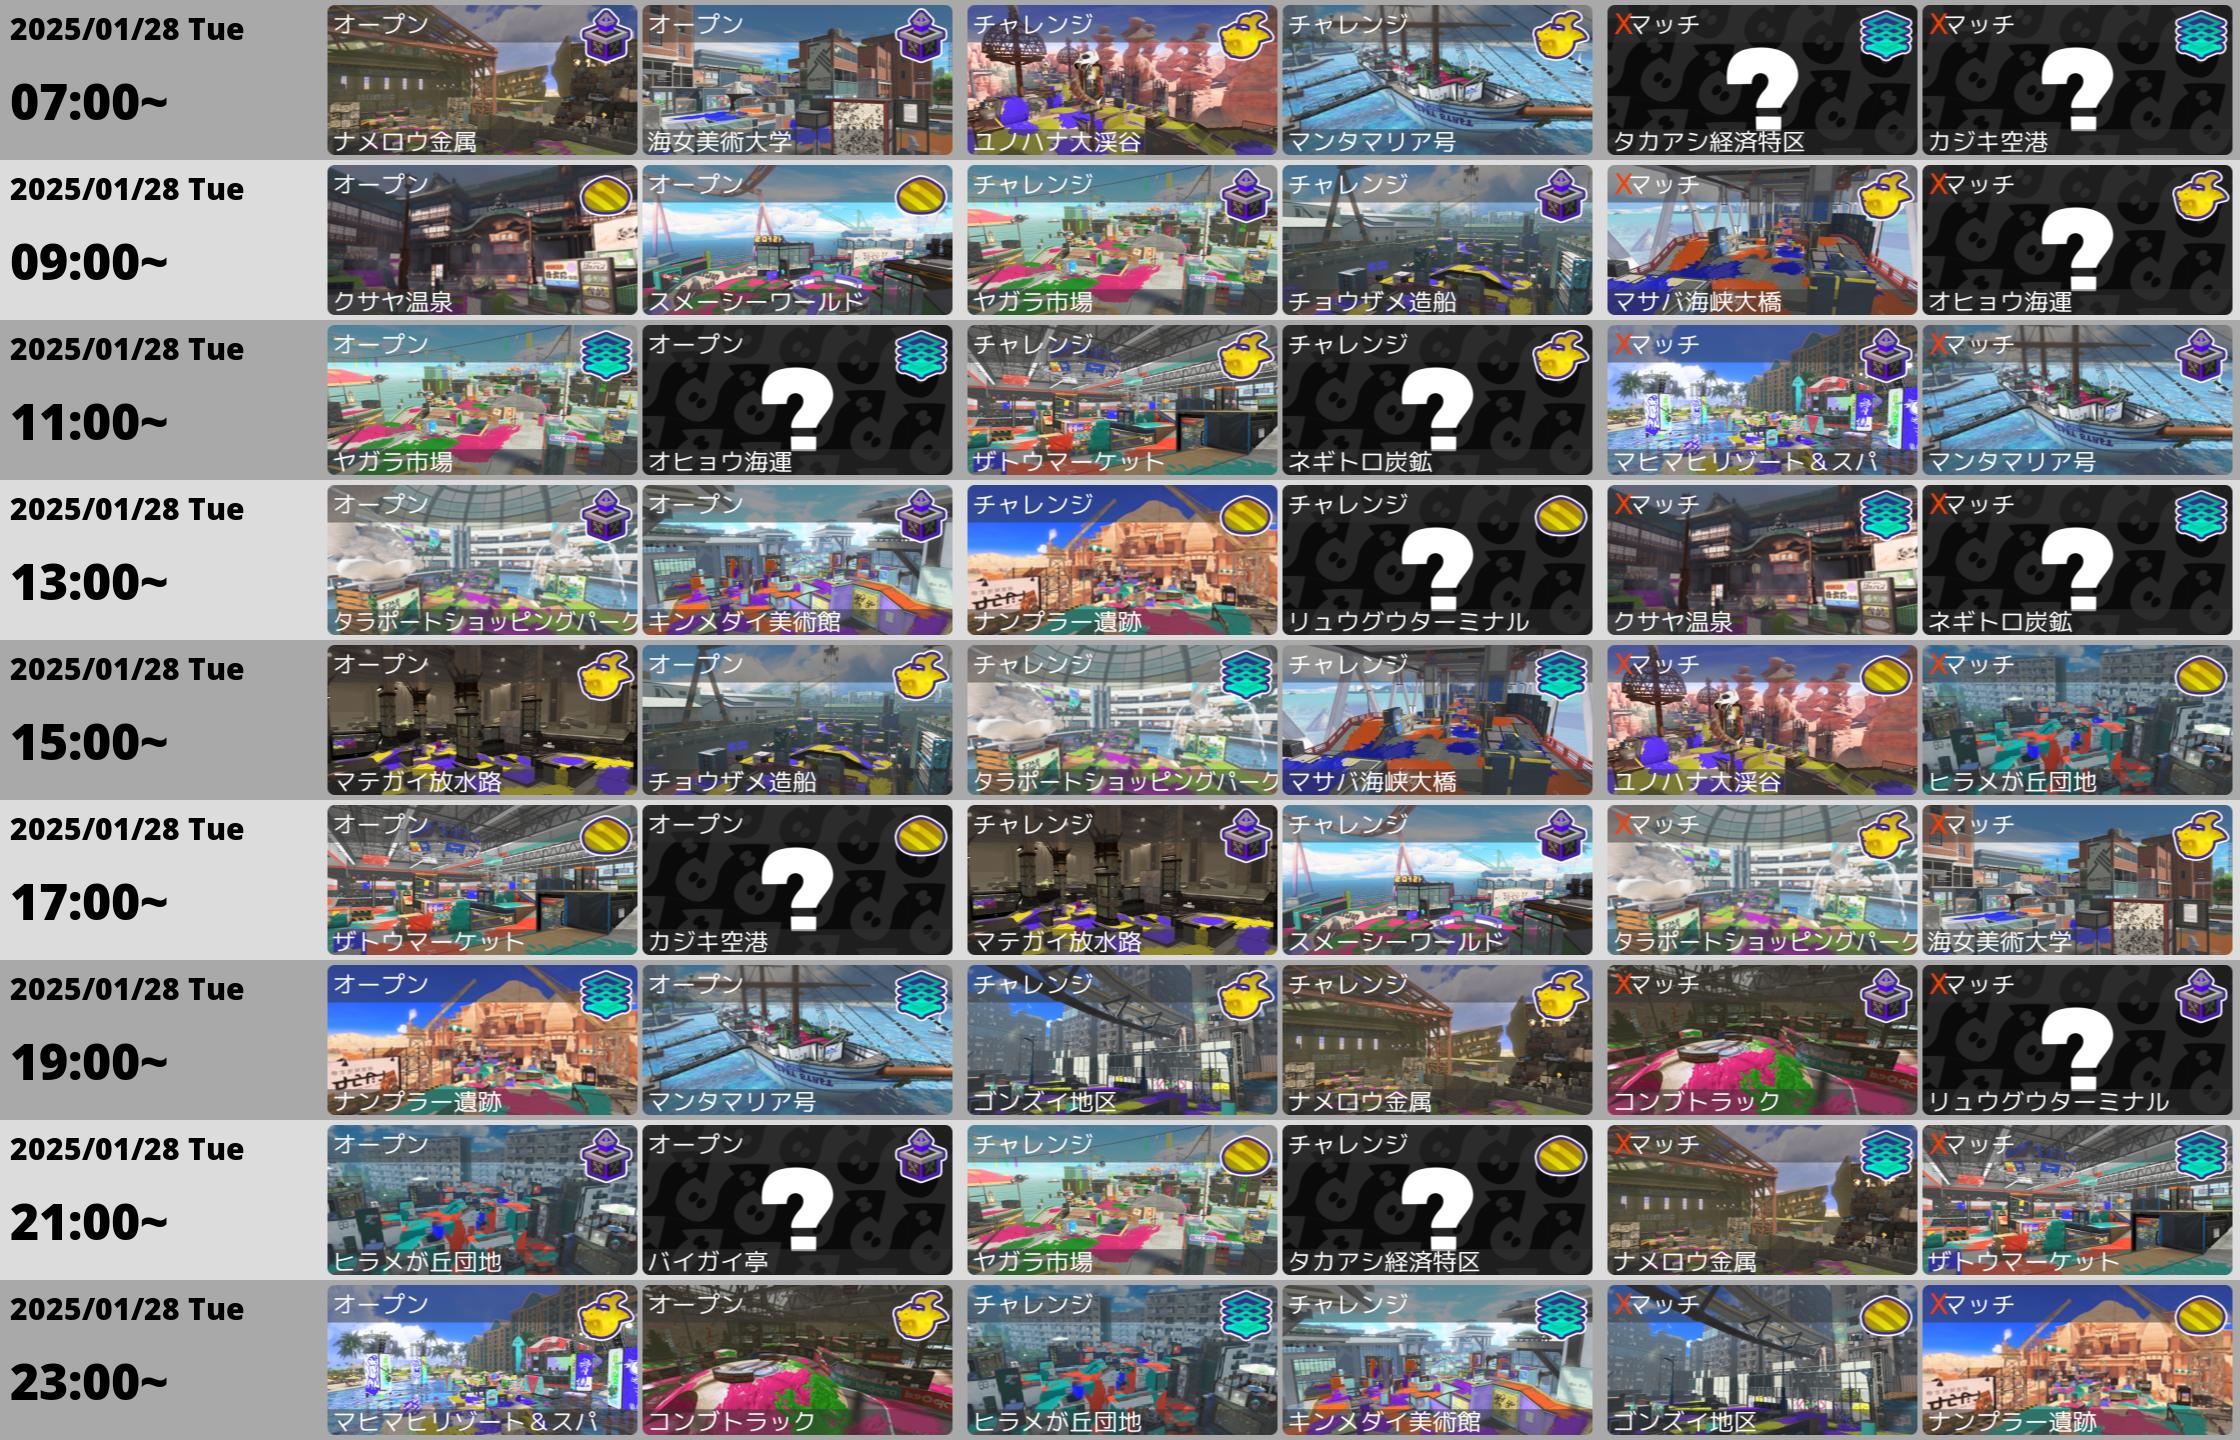 2025/01/28 Tue
07:00~
オープン
ナメロウ金属
オープン
海女美術大学
チャレンジ
ユノハナ大渓谷
チャレンジ
マンタマリア号
Xマッチ
タカアシ経済特区
Xマッチ
カジキ空港
2025/01/28 Tue
09:00~
オープン
クサヤ温泉
オープン
スメーシーワールド
チャレンジ
ヤガラ市場
チャレンジ
チョウザメ造船
Xマッチ
マサバ海峡大橋
Xマッチ
オヒョウ海運
2025/01/28 Tue
11:00~
オープン
ヤガラ市場
オープン
オヒョウ海運
チャレンジ
ザトウマーケット
チャレンジ
ネギトロ炭鉱
Xマッチ
マヒマヒリゾート＆スパ
Xマッチ
マンタマリア号
2025/01/28 Tue
13:00~
オープン
タラポートショッピングパーク
オープン
キンメダイ美術館
チャレンジ
ナンプラー遺跡
チャレンジ
リュウグウターミナル
Xマッチ
クサヤ温泉
Xマッチ
ネギトロ炭鉱
2025/01/28 Tue
15:00~
オープン
マテガイ放水路
オープン
チョウザメ造船
チャレンジ
タラポートショッピングパーク
チャレンジ
マサバ海峡大橋
Xマッチ
ユノハナ大渓谷
Xマッチ
ヒラメが丘団地
2025/01/28 Tue
17:00~
オープン
ザトウマーケット
オープン
カジキ空港
チャレンジ
マテガイ放水路
チャレンジ
スメーシーワールド
Xマッチ
タラポートショッピングパーク
Xマッチ
海女美術大学
2025/01/28 Tue
19:00~
オープン
ナンプラー遺跡
オープン
マンタマリア号
チャレンジ
ゴンズイ地区
チャレンジ
ナメロウ金属
Xマッチ
コンブトラック
Xマッチ
リュウグウターミナル
2025/01/28 Tue
21:00~
オープン
ヒラメが丘団地
オープン
バイガイ亭
チャレンジ
ヤガラ市場
チャレンジ
タカアシ経済特区
Xマッチ
ナメロウ金属
Xマッチ
ザトウマーケット
2025/01/28 Tue
23:00~
オープン
マヒマヒリゾート＆スパ
オープン
コンブトラック
チャレンジ
ヒラメが丘団地
チャレンジ
キンメダイ美術館
Xマッチ
ゴンズイ地区
Xマッチ
ナンプラー遺跡